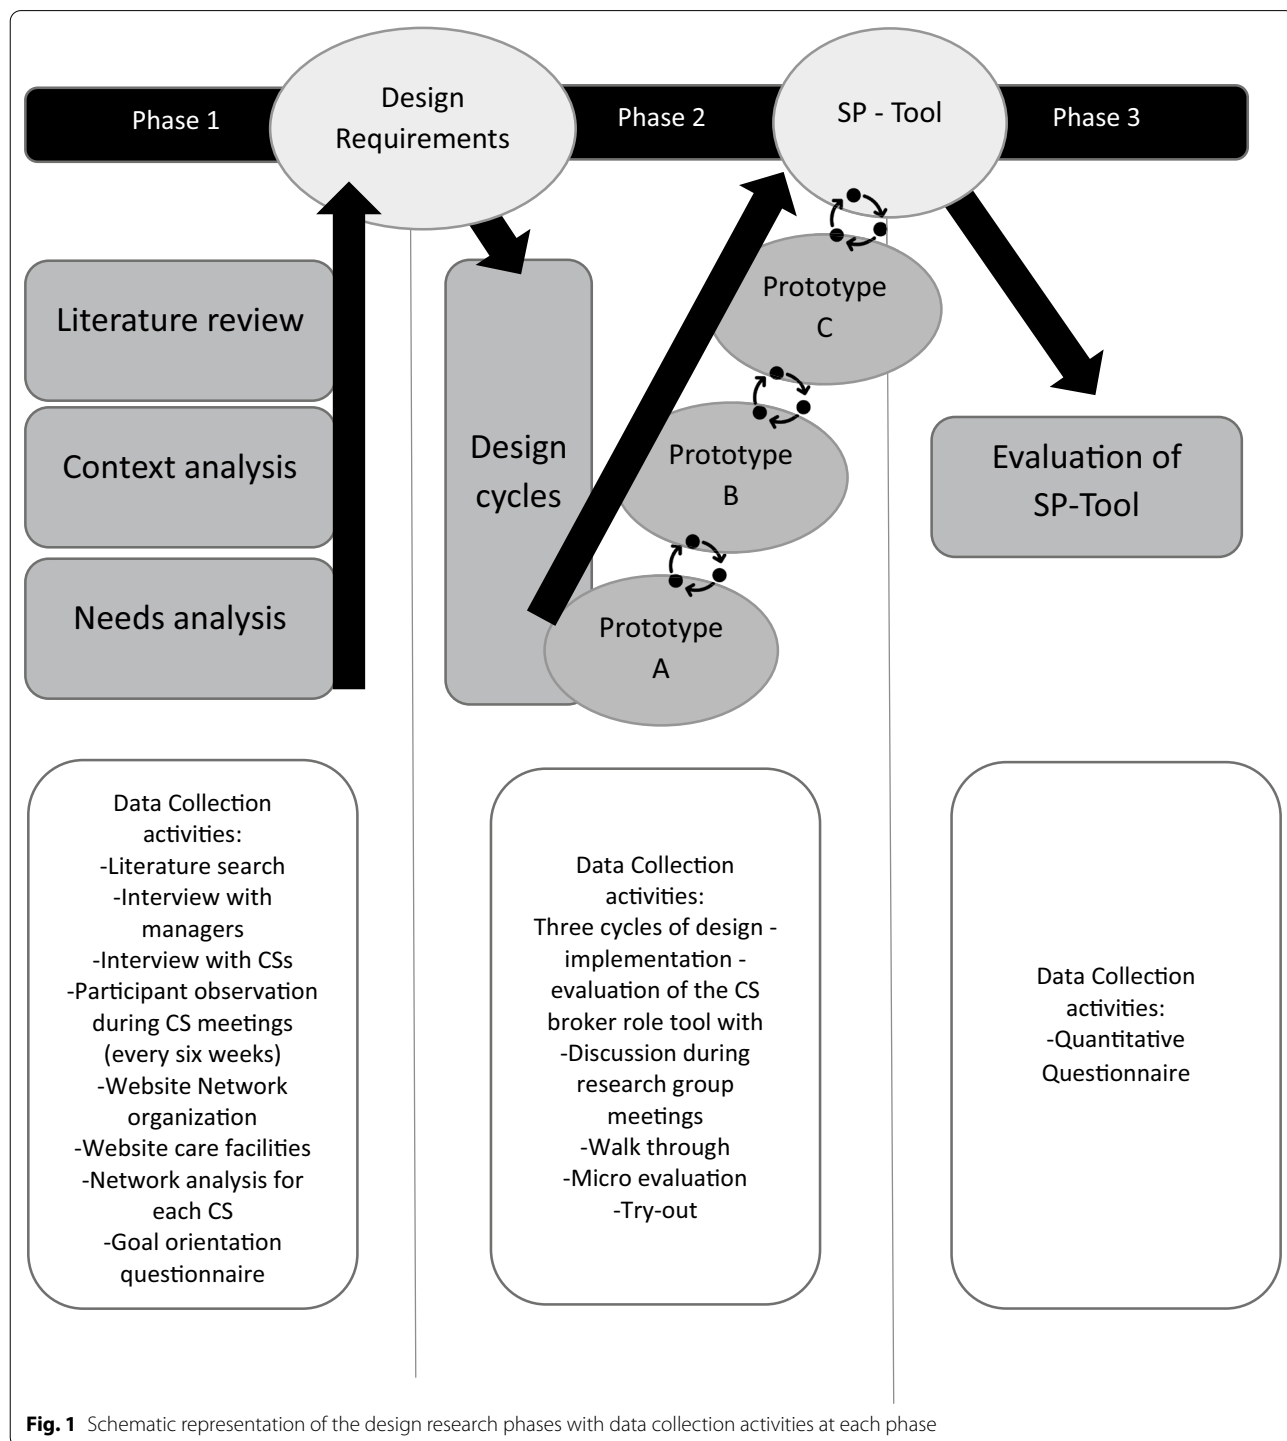 Phase 1
Design
Requirements
Phase 2
SP - Tool
Phase 3
Literature review
Context analysis
Needs analysis
Design
cycles
Prototype
C
Prototype
B
Prototype
A
Evaluation of
SP-Tool
Data Collection
activities:
-Literature search
-Interview with
managers
-Interview with CSs
-Participant observation
during CS meetings
(every six weeks)
-Website Network
organization
-Website care facilities
-Network analysis for
each CS
-Goal orientation
questionnaire
Data Collection
activities:
Three cycles of design -
implementation -
evaluation of the CS
broker role tool with
-Discussion during
research group
meetings
-Walk through
-Micro evaluation
-Try-out
Data Collection
activities:
-Quantitative
Questionnaire
Fig. 1 Schematic representation of the design research phases with data collection activities at each phase